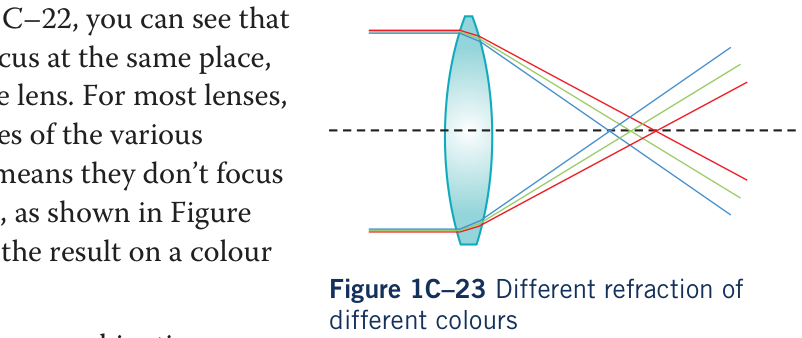 C–22, you can see that
cus at the same place,
e lens. For most lenses,
es of the various
means they don’t focus
, as shown in Figure
the result on a colour
Figure 1C–23 Different refraction of
different colours